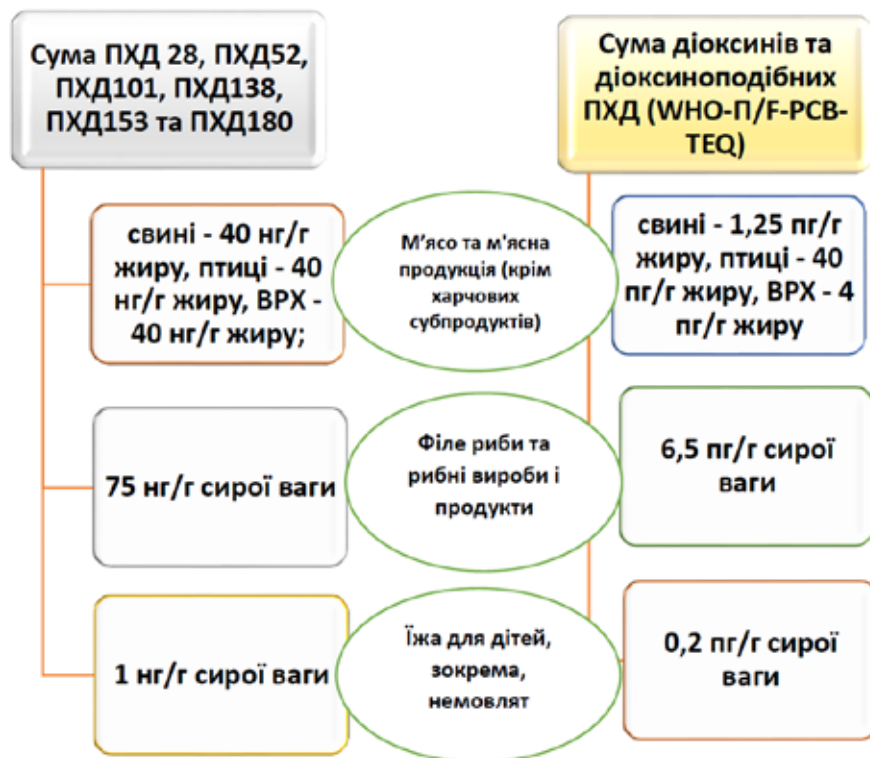 Сума ПХД 28, ПХД52,
ПХД101, ПХД138,
ПХД153 та ПХД180
Сума діоксинів та
діоксиноподібних
ПХД (WHO-П/F-PCB-
TEQ)
свині - 40 нг/г
жиру, птиці - 40
нг/г жиру, ВРХ -
40 нг/г жиру;
М'ясо та м'ясна
продукція (крім
харчових
субпродуктів)
свині - 1,25 пг/г
жиру, птиці - 40
пг/г жиру, ВРХ - 4
пг/г жиру
75 нг/г сирої ваги
Філе риби та
рибні вироби і
продукти
6,5 пг/г сирої
ваги
1 нг/г сирої ваги
Їжа для дітей,
зокрема,
немовлят
0,2 пг/г сирої
ваги